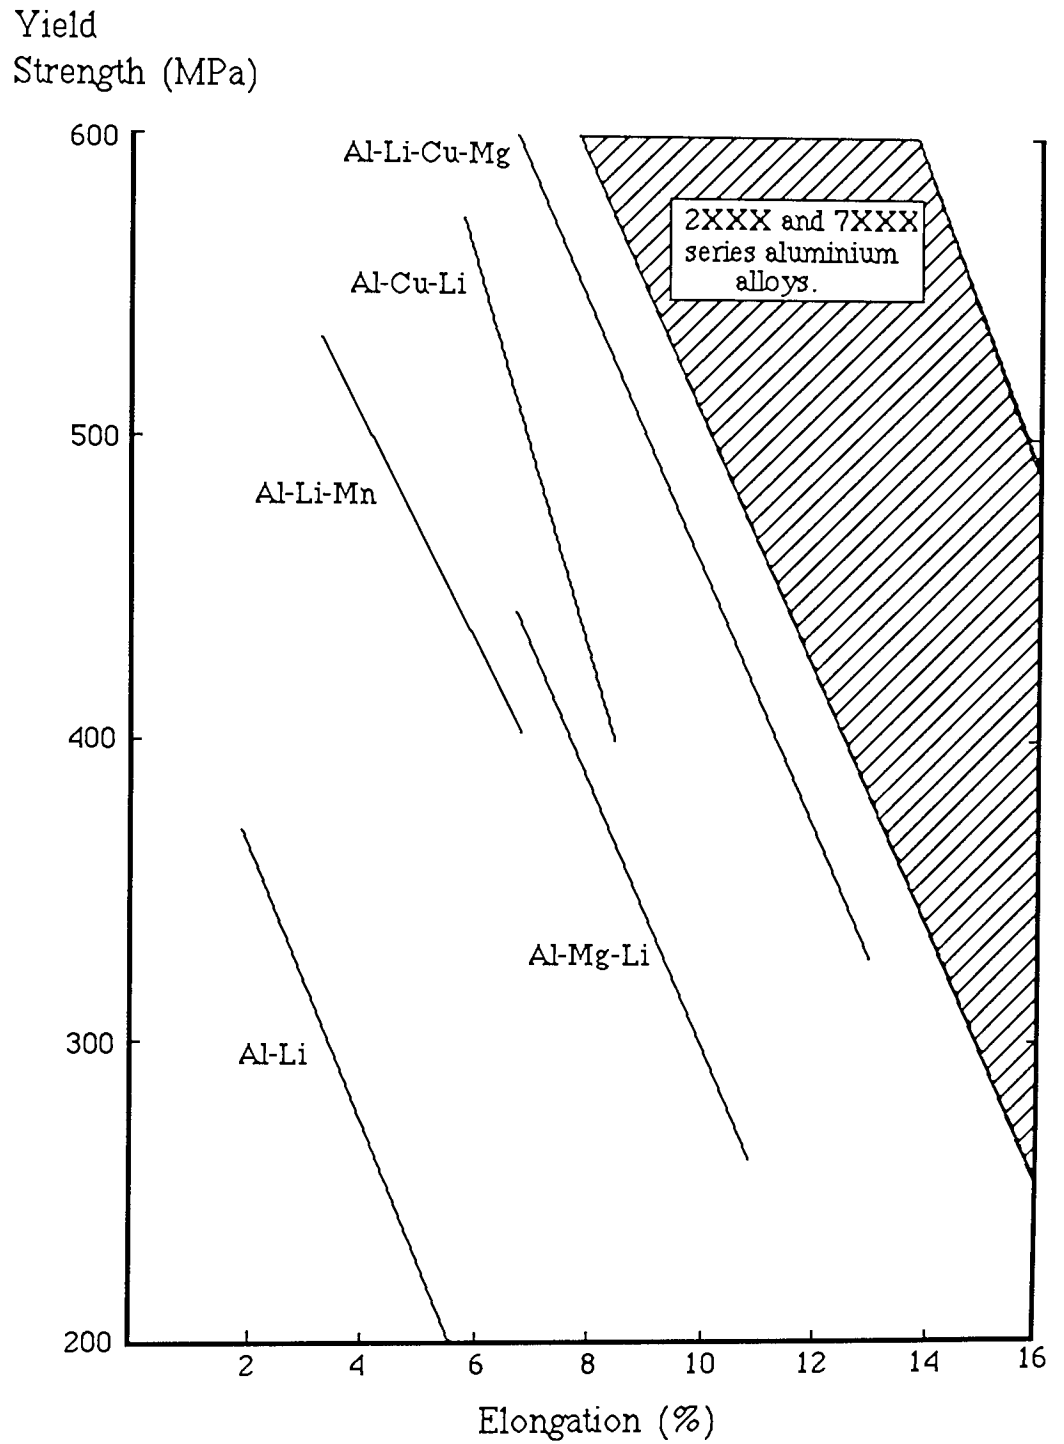 Yield
Strength (MPa)
600
Al-Li-Cu-Mg
2XXX and 7XXX
series aluminium
alloys.
Al-Cu-Li
500
Al-Li-Mn
400
Al-Mg-Li
300
Al-Li
200
2 4 6 8 10 12 14 16
Elongation (%)